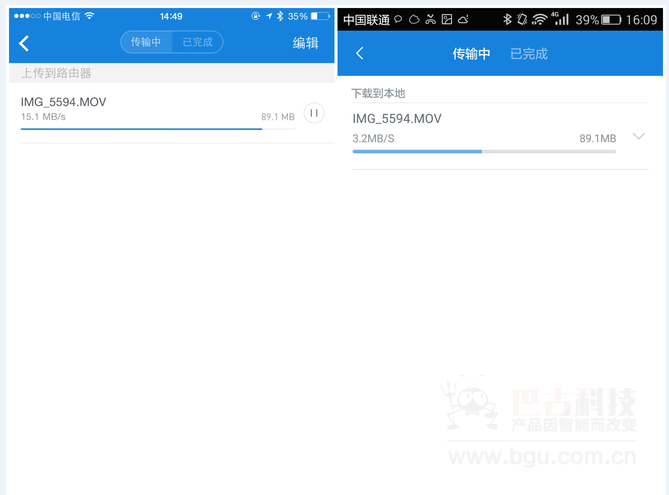 中国电信 14:49 35%
传输中 已完成 编辑
上传到路由器
IMG_5594.MOV
15.1 MB/s 89.1 MB
中国联通 4G 39% 16:09
传输中 已完成
下载到本地
IMG_5594.MOV
3.2MB/S 89.1MB
巴古科技
产品因智能而改变
www.bgu.com.cn